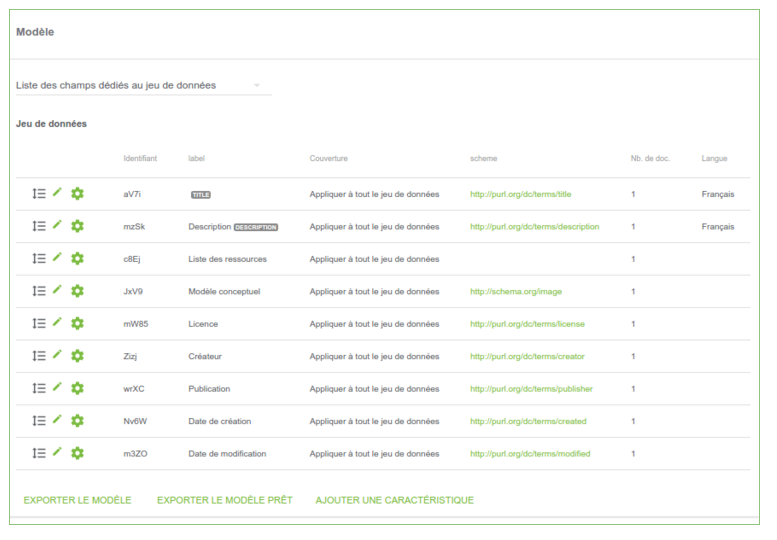 Modèle
Liste des champs dédiés au jeu de données
Jeu de données
Identifiant label Couverture scheme Nb. de doc. Langue
aV7i TITLE Appliquer à tout le jeu de données http://purl.org/dc/terms/title 1 Français
mzSk Description DESCRIPTION Appliquer à tout le jeu de données http://purl.org/dc/terms/description 1 Français
c8Ej Liste des ressources Appliquer à tout le jeu de données 1
JxV9 Modèle conceptuel Appliquer à tout le jeu de données http://schema.org/image 1
mW85 Licence Appliquer à tout le jeu de données http://purl.org/dc/terms/license 1
Zizj Créateur Appliquer à tout le jeu de données http://purl.org/dc/terms/creator 1
wrXC Publication Appliquer à tout le jeu de données http://purl.org/dc/terms/publisher 1
Nv6W Date de création Appliquer à tout le jeu de données http://purl.org/dc/terms/created 1
m3ZO Date de modification Appliquer à tout le jeu de données http://purl.org/dc/terms/modified 1
EXPORTER LE MODÈLE EXPORTER LE MODÈLE PRÊT AJOUTER UNE CARACTÉRISTIQUE